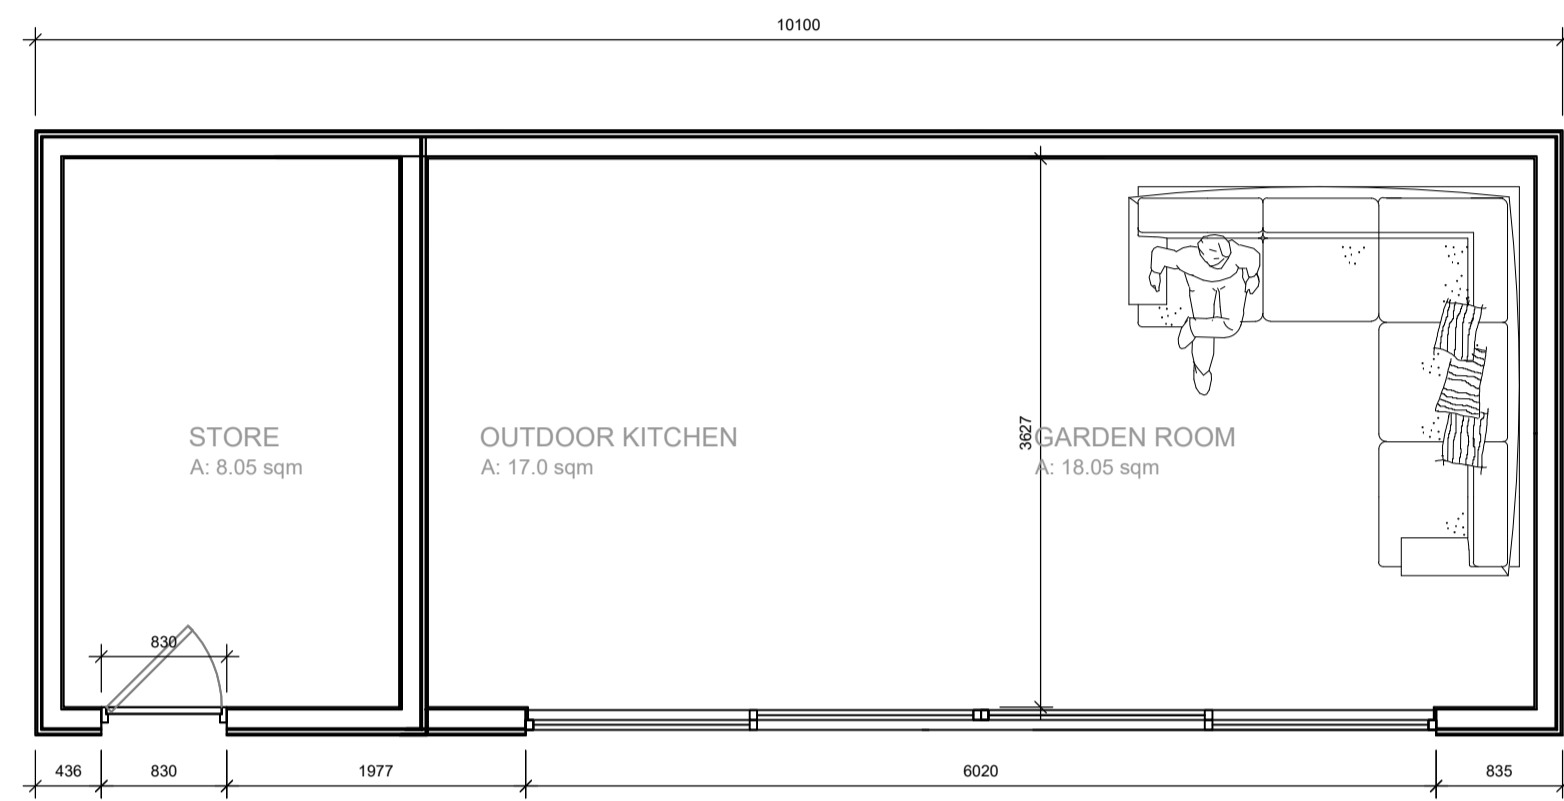 10100
STORE
A: 8.05 sqm
OUTDOOR KITCHEN
A: 17.0 sqm
3627
GARDEN ROOM
A: 18.05 sqm
830
436
830
1977
6020
835